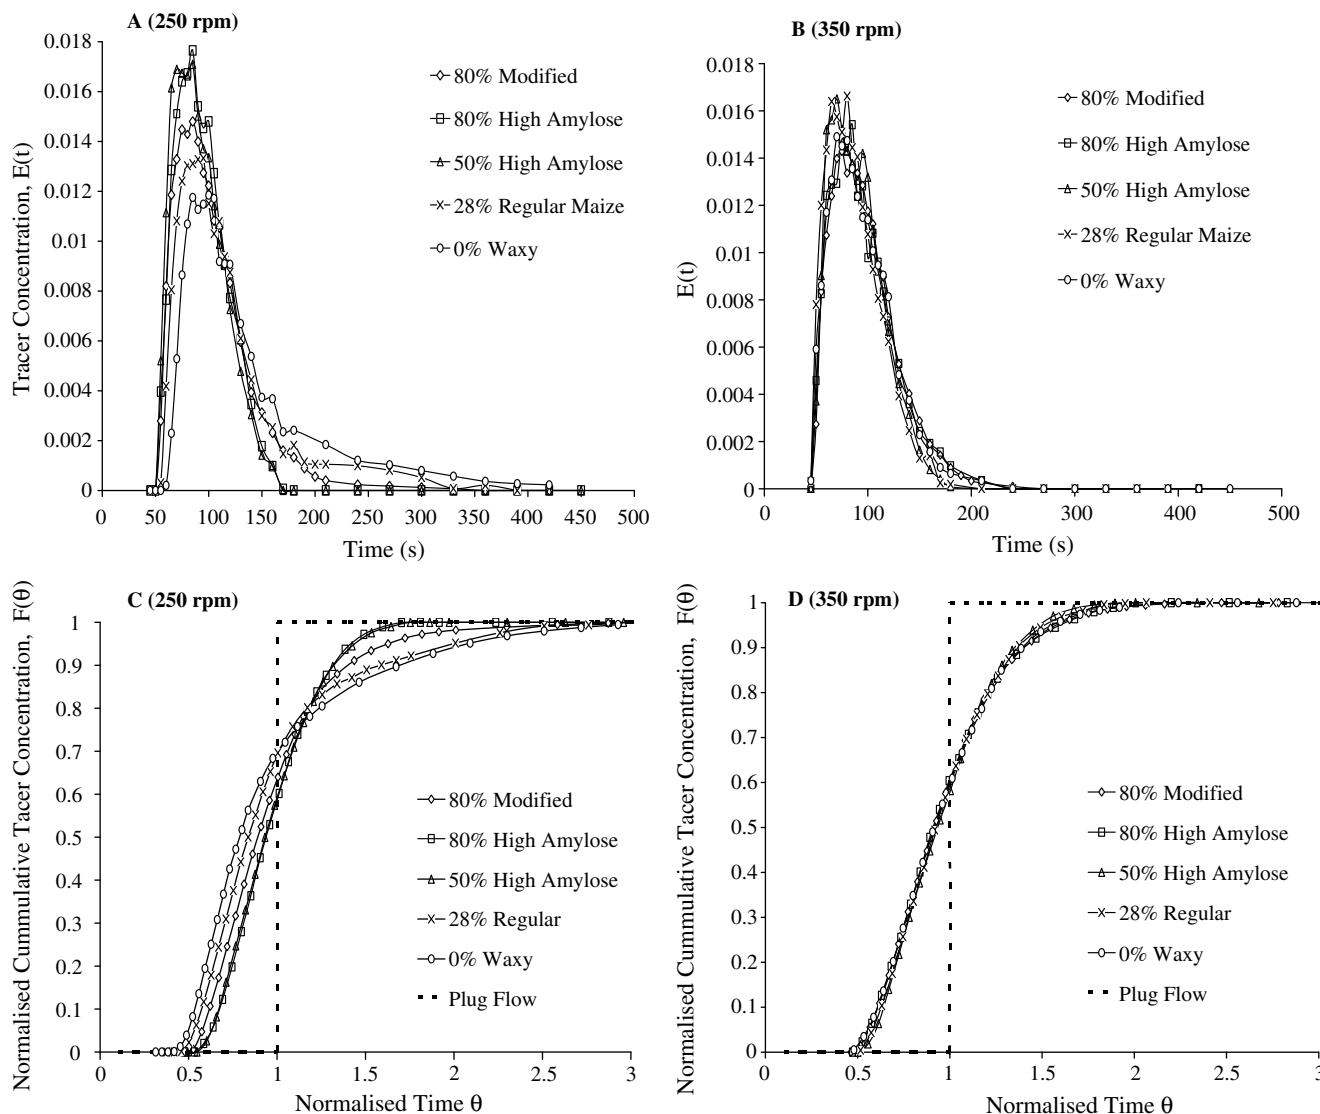 A (250 rpm)
Tracer Concentration, E(t)
0.018
0.016
0.014
0.012
0.01
0.008
0.006
0.004
0.002
0
0 50 100 150 200 250 300 350 400 450 500
Time (s)
80% Modified
80% High Amylose
50% High Amylose
28% Regular Maize
0% Waxy
B (350 rpm)
E(t)
0.018
0.016
0.014
0.012
0.01
0.008
0.006
0.004
0.002
0
0 100 200 300 400 500
Time (s)
80% Modified
80% High Amylose
50% High Amylose
28% Regular Maize
0% Waxy
C (250 rpm)
Normalised Cummulative Tacer Concentration, F(θ)
1
0.9
0.8
0.7
0.6
0.5
0.4
0.3
0.2
0.1
0
0 0.5 1 1.5 2 2.5 3
Normalised Time θ
80% Modified
80% High Amylose
50% High Amylose
28% Regular
0% Waxy
Plug Flow
D (350 rpm)
Normalised Cummulative Tacer Concentration, F(θ)
1
0.9
0.8
0.7
0.6
0.5
0.4
0.3
0.2
0.1
0
0 0.5 1 1.5 2 2.5 3
Normalised Time θ
80% Modified
80% High Amylose
50% High Amylose
28% Regular
0% Waxy
Plug Flow